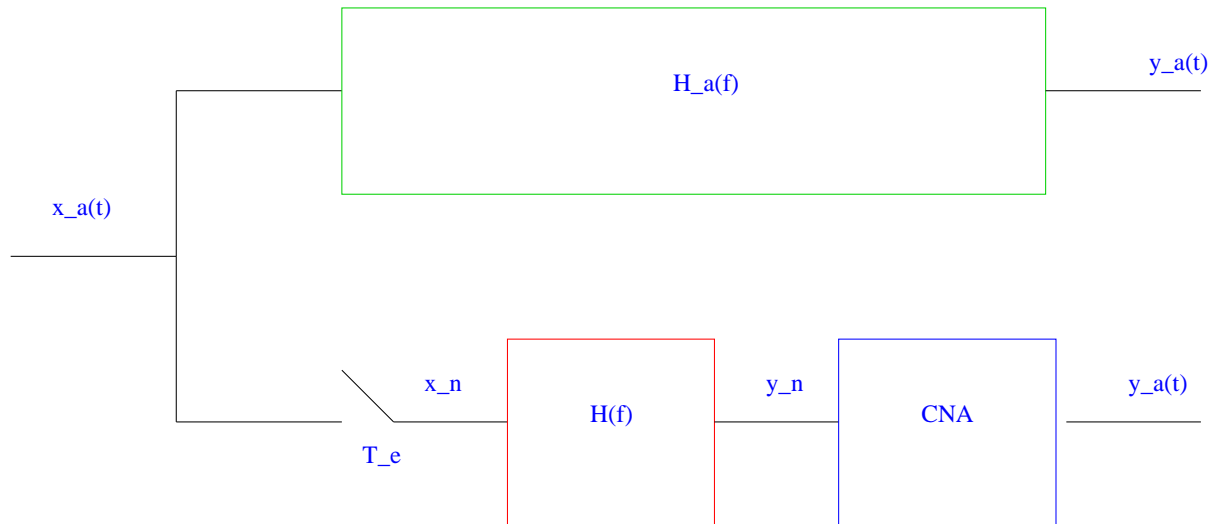 H_a(f)
y_a(t)
x_a(t)
x_n
H(f)
y_n
CNA
y_a(t)
T_e